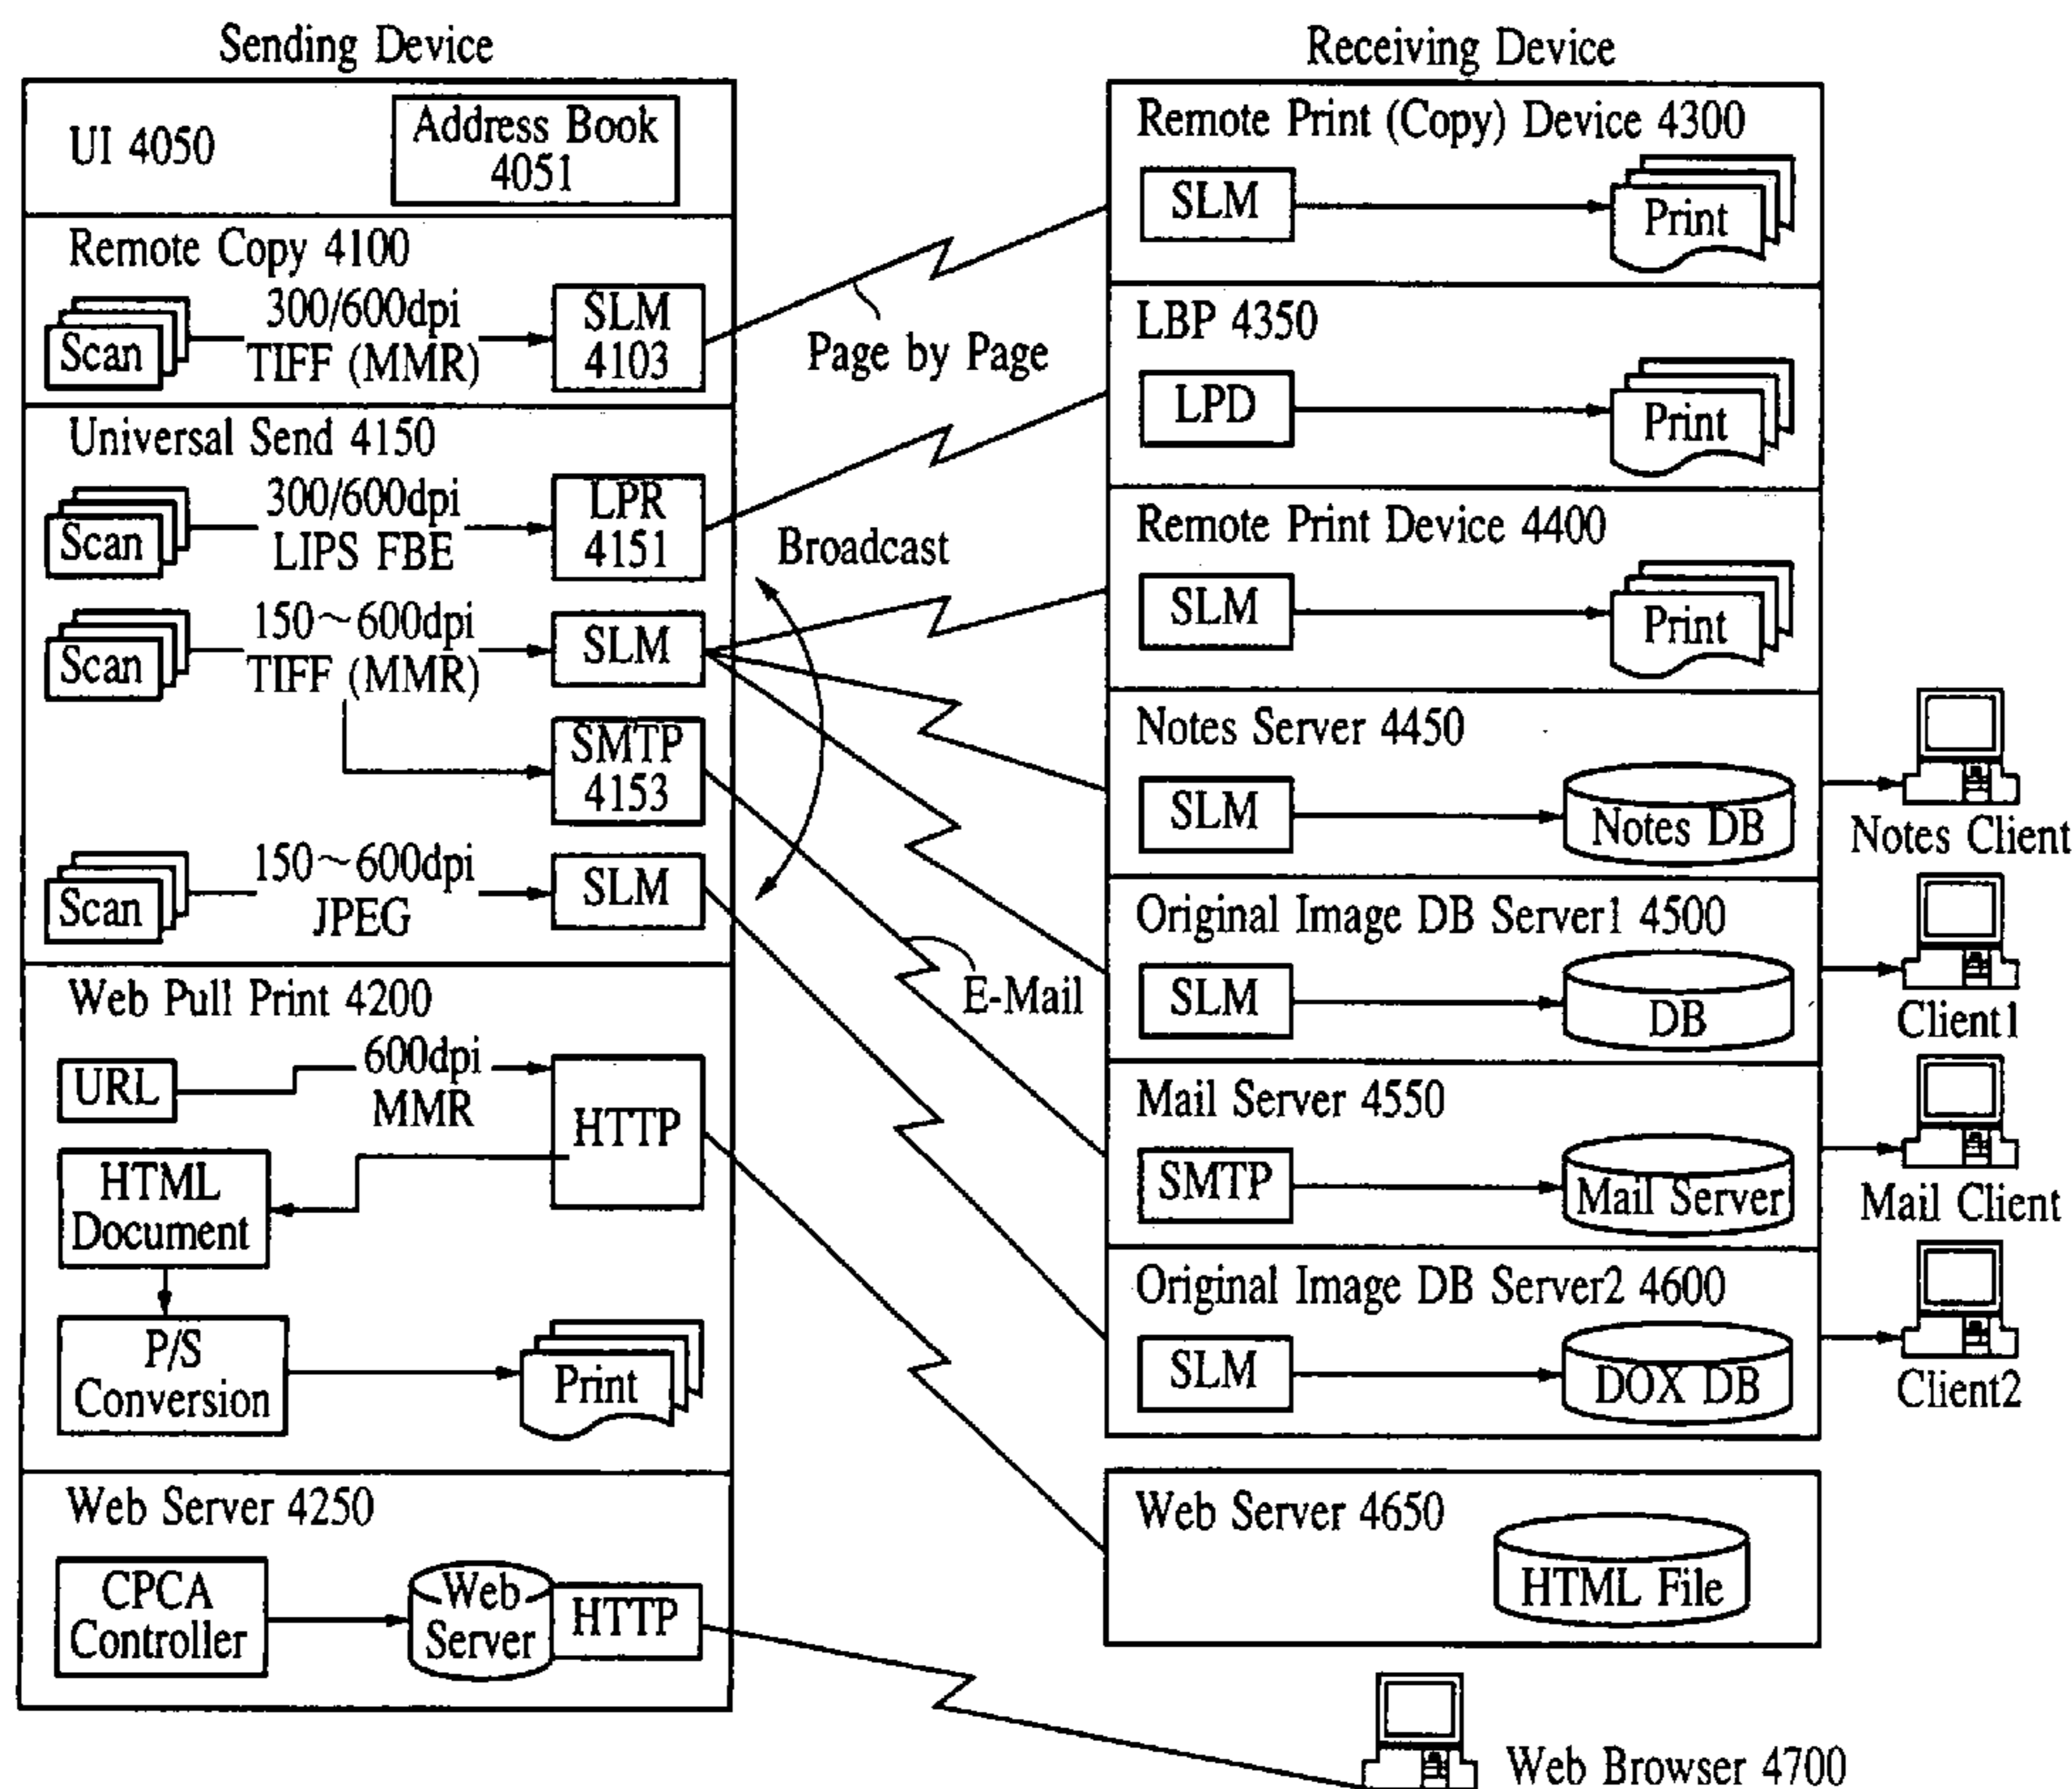 Sending Device
UI 4050
Address Book
4051
Remote Copy 4100
Scan
300/600dpi
TIFF (MMR)
SLM
4103
Universal Send 4150
Scan
300/600dpi
LIPS FBE
LPR
4151
Scan
150~600dpi
TIFF (MMR)
SLM
SMTP
4153
Scan
150~600dpi
JPEG
SLM
Web Pull Print 4200
URL
600dpi
MMR
HTTP
HTML
Document
P/S
Conversion
Print
Web Server 4250
CPCA
Controller
Web
Server
HTTP
Page by Page
Broadcast
E-Mail
Receiving Device
Remote Print (Copy) Device 4300
SLM
Print
LBP 4350
LPD
Print
Remote Print Device 4400
SLM
Print
Notes Server 4450
SLM
Notes DB
Notes Client
Original Image DB Server1 4500
SLM
DB
Client1
Mail Server 4550
SMTP
Mail Server
Mail Client
Original Image DB Server2 4600
SLM
DOX DB
Client2
Web Server 4650
HTML File
Web Browser 4700